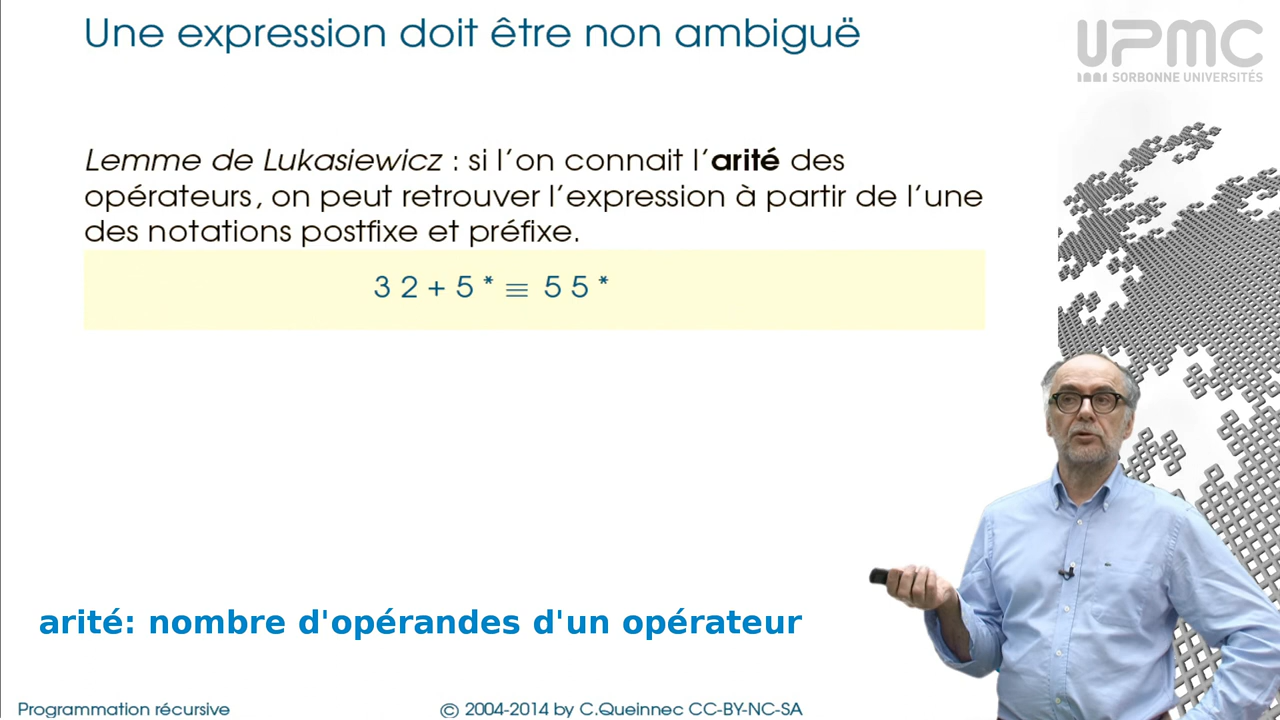 Une expression doit être non ambiguë
UPMC
SORBONNE UNIVERSITÉS
Lemme de Lukasiewicz : si l'on connait l'arité des
opérateurs, on peut retrouver l'expression à partir de l'une
des notations postfixe et préfixe.
3 2 + 5 * ≡ 5 5 *
arité: nombre d'opérandes d'un opérateur
Programmation récursive
© 2004-2014 by C.Queinnec CC-BY-NC-SA